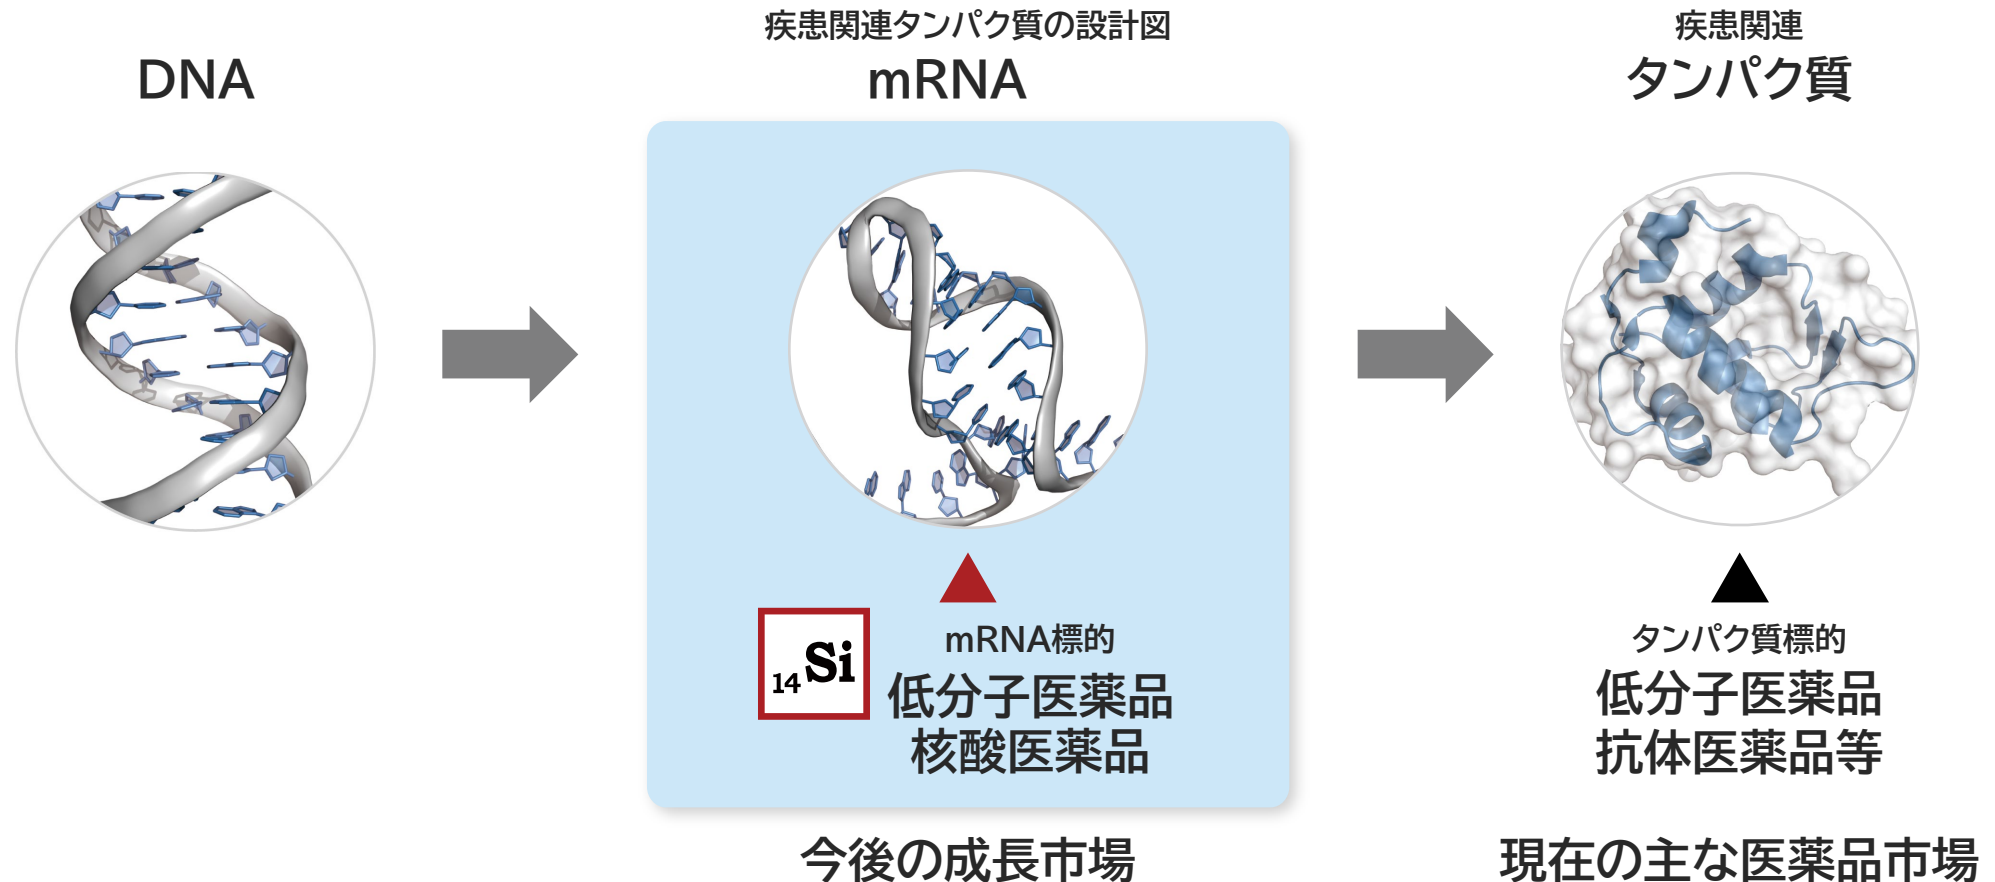 DNA
疾患関連タンパク質の設計図
mRNA
疾患関連
タンパク質
14Si
mRNA標的
低分子医薬品
核酸医薬品
今後の成長市場
タンパク質標的
低分子医薬品
抗体医薬品等
現在の主な医薬品市場